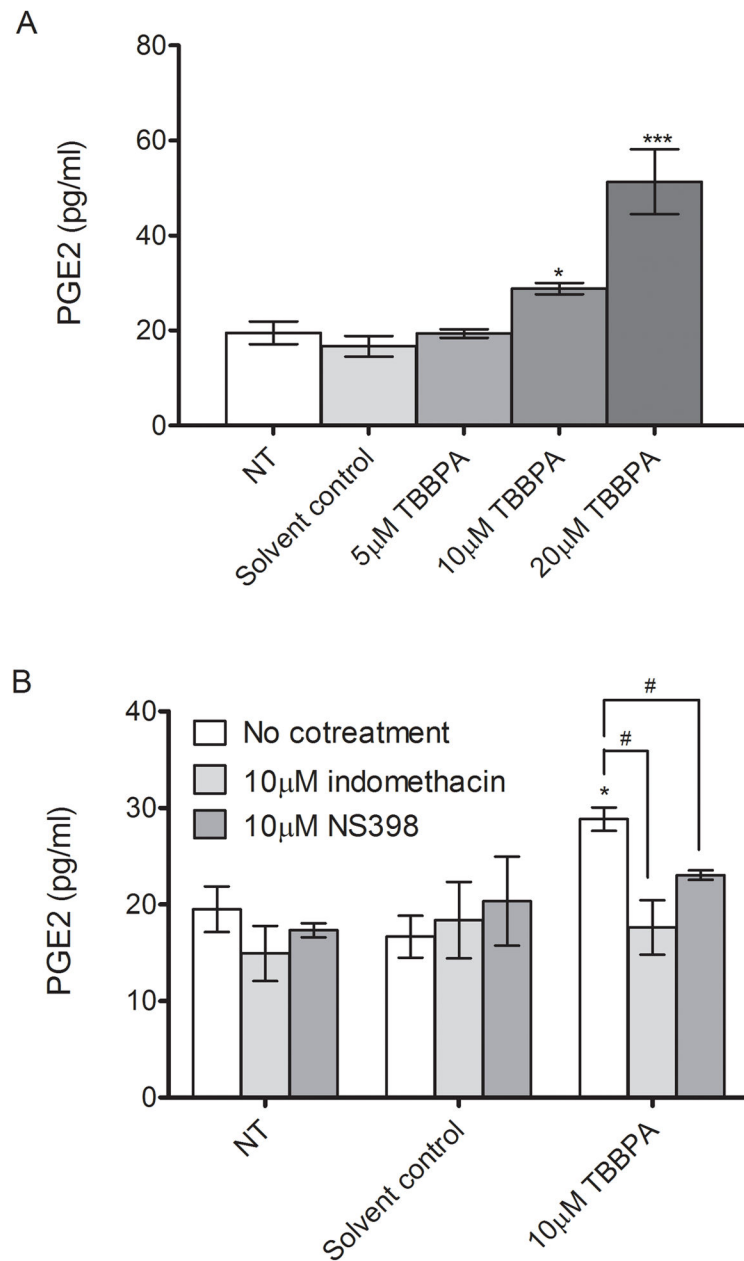 A
80
60
40
20
0
PGE2 (pg/ml)
*
***
NT
Solvent control
5μM TBBPA
10μM TBBPA
20μM TBBPA
B
40
30
20
10
0
PGE2 (pg/ml)
No cotreatment
10μM indomethacin
10μM NS398
#
#
*
NT
Solvent control
10μM TBBPA